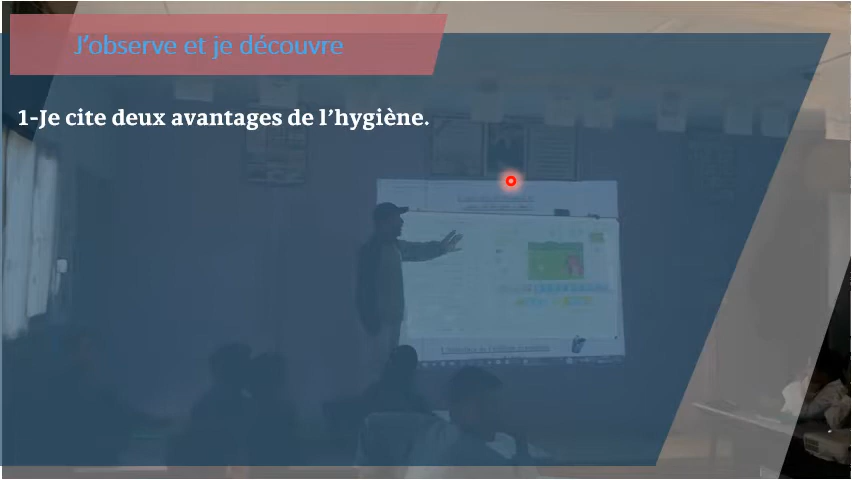 J'observe et je découvre
1-Je cite deux avantages de l'hygiène.